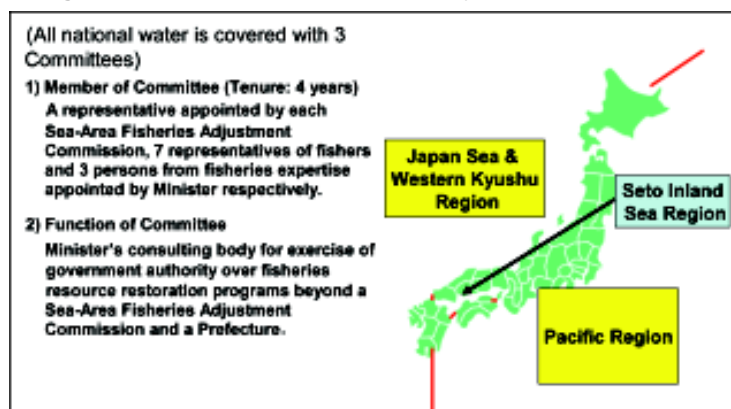 (All national water is covered with 3
Committees)
1) Member of Committee (Tenure: 4 years)
A representative appointed by each
Sea-Area Fisheries Adjustment
Commission, 7 representatives of fishers
and 3 persons from fisheries expertise
appointed by Minister respectively.
2) Function of Committee
Minister's consulting body for exercise of
government authority over fisheries
resource restoration programs beyond a
Sea-Area Fisheries Adjustment
Commission and a Prefecture.
Japan Sea &
Western Kyushu
Region
Seto Inland
Sea Region
Pacific Region